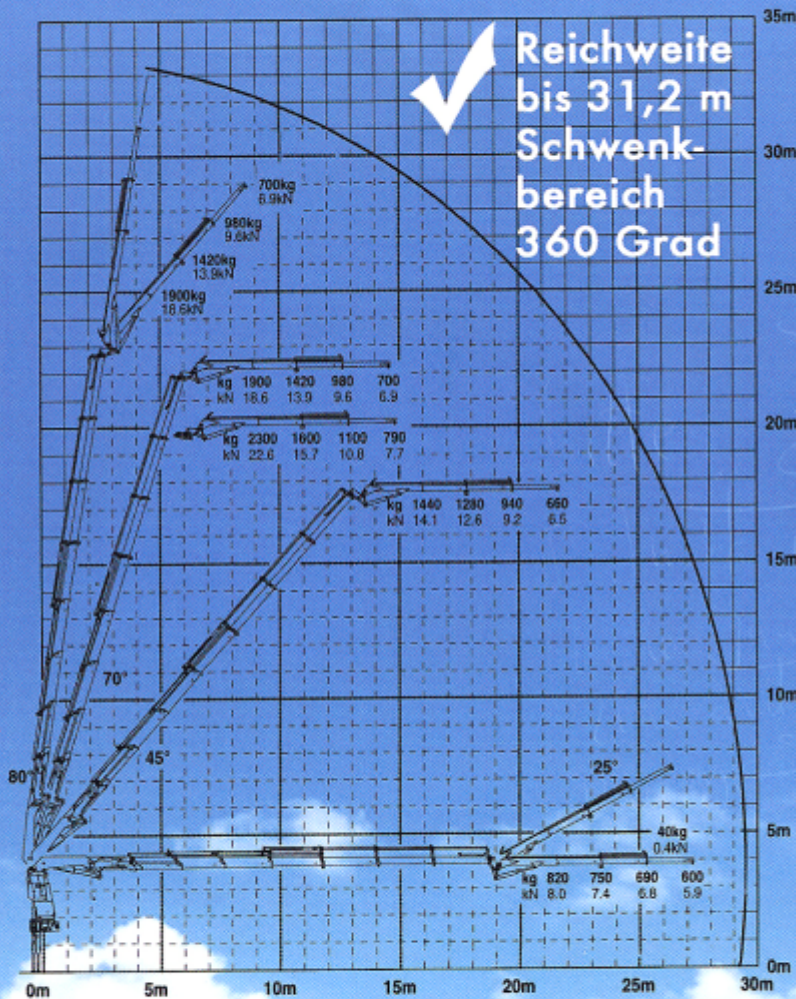 35m
Reichweite
bis 31,2 m
Schwenk-
bereich
360 Grad
30m
700kg
6.9kN
980kg
9.6kN
1420kg
13.9kN
25m
1900kg
18.6kN
kg 1900 1420 980 700
kN 18.6 13.9 9.6 6.9
20m
kg 2300 1600 1100 790
kN 22.6 15.7 10.8 7.7
kg 1440 1280 940 660
kN 14.1 12.6 9.2 6.5
15m
70°
10m
45°
80°
25°
5m
40kg
0.4kN
kg 820 750 690 600
kN 8.0 7.4 6.8 5.9
0m
0m 5m 10m 15m 20m 25m 30m